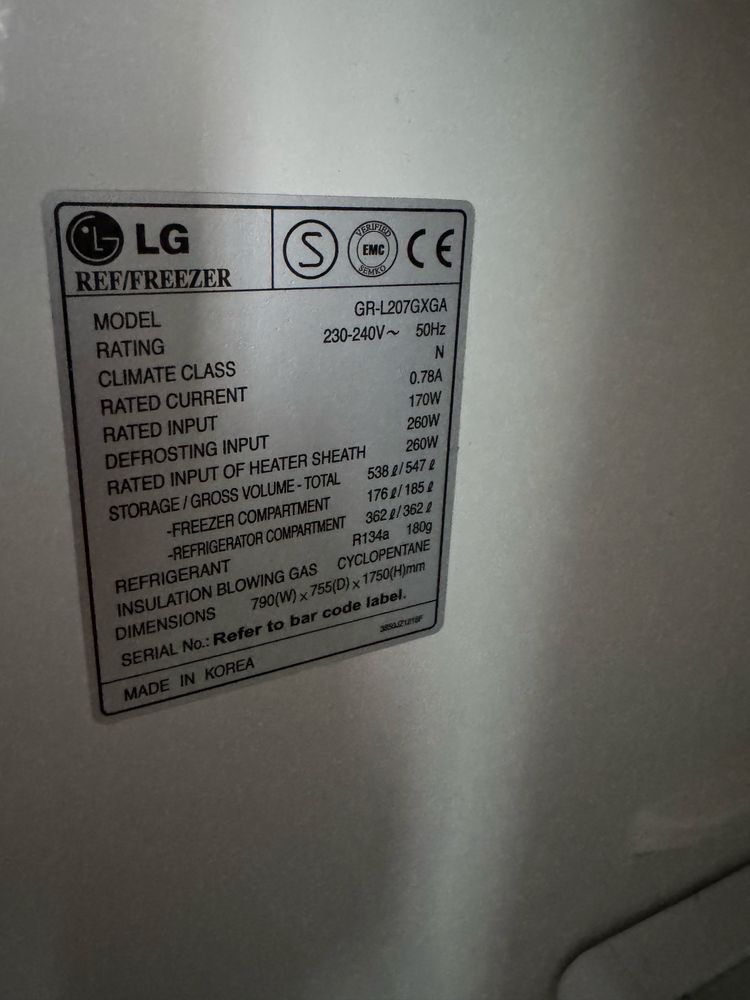 LG
REF/FREEZER
S
VERIFIED
EMC
SEMKO
CE
MODEL GR-L207GXGA
RATING 230-240V~ 50Hz
CLIMATE CLASS N
RATED CURRENT 0.78A
RATED INPUT 170W
DEFROSTING INPUT 260W
RATED INPUT OF HEATER SHEATH 260W
STORAGE / GROSS VOLUME - TOTAL 538 ℓ / 547 ℓ
-FREEZER COMPARTMENT 176 ℓ / 185 ℓ
-REFRIGERATOR COMPARTMENT 362 ℓ / 362 ℓ
REFRIGERANT R134a 180g
INSULATION BLOWING GAS CYCLOPENTANE
DIMENSIONS 790(W) x 755(D) x 1750(H)mm
SERIAL No.: Refer to bar code label.
MADE IN KOREA